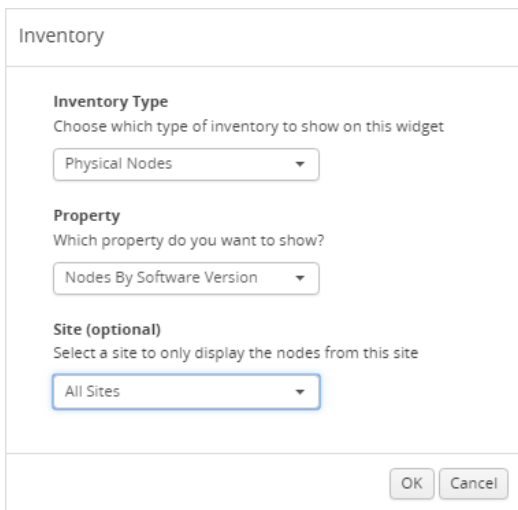 Inventory
Inventory Type
Choose which type of inventory to show on this widget
Physical Nodes
Property
Which property do you want to show?
Nodes By Software Version
Site (optional)
Select a site to only display the nodes from this site
All Sites
OK Cancel